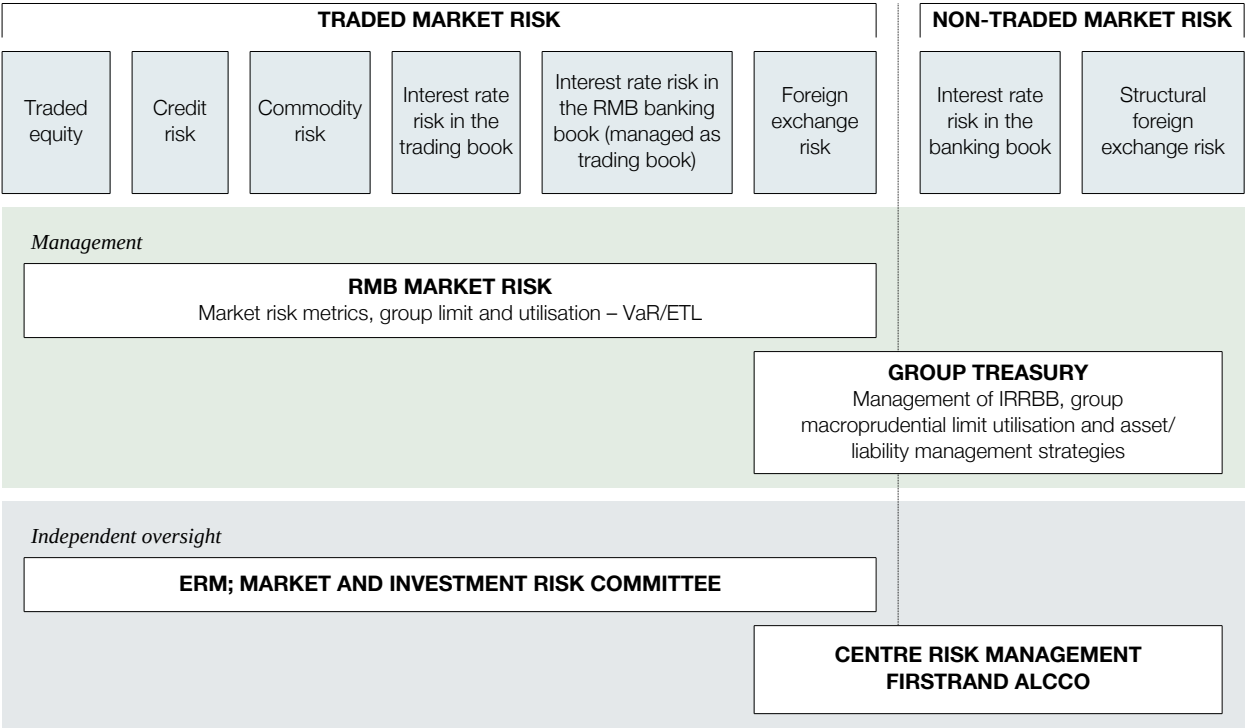 TRADED MARKET RISK
NON-TRADED MARKET RISK
Traded
equity
Credit
risk
Commodity
risk
Interest rate
risk in the
trading book
Interest rate risk in
the RMB banking
book (managed as
trading book)
Foreign
exchange
risk
Interest rate
risk in the
banking book
Structural
foreign
exchange risk
Management
RMB MARKET RISK
Market risk metrics, group limit and utilisation – VaR/ETL
GROUP TREASURY
Management of IRRBB, group
macroprudential limit utilisation and asset/
liability management strategies
Independent oversight
ERM; MARKET AND INVESTMENT RISK COMMITTEE
CENTRE RISK MANAGEMENT
FIRSTRAND ALCCO